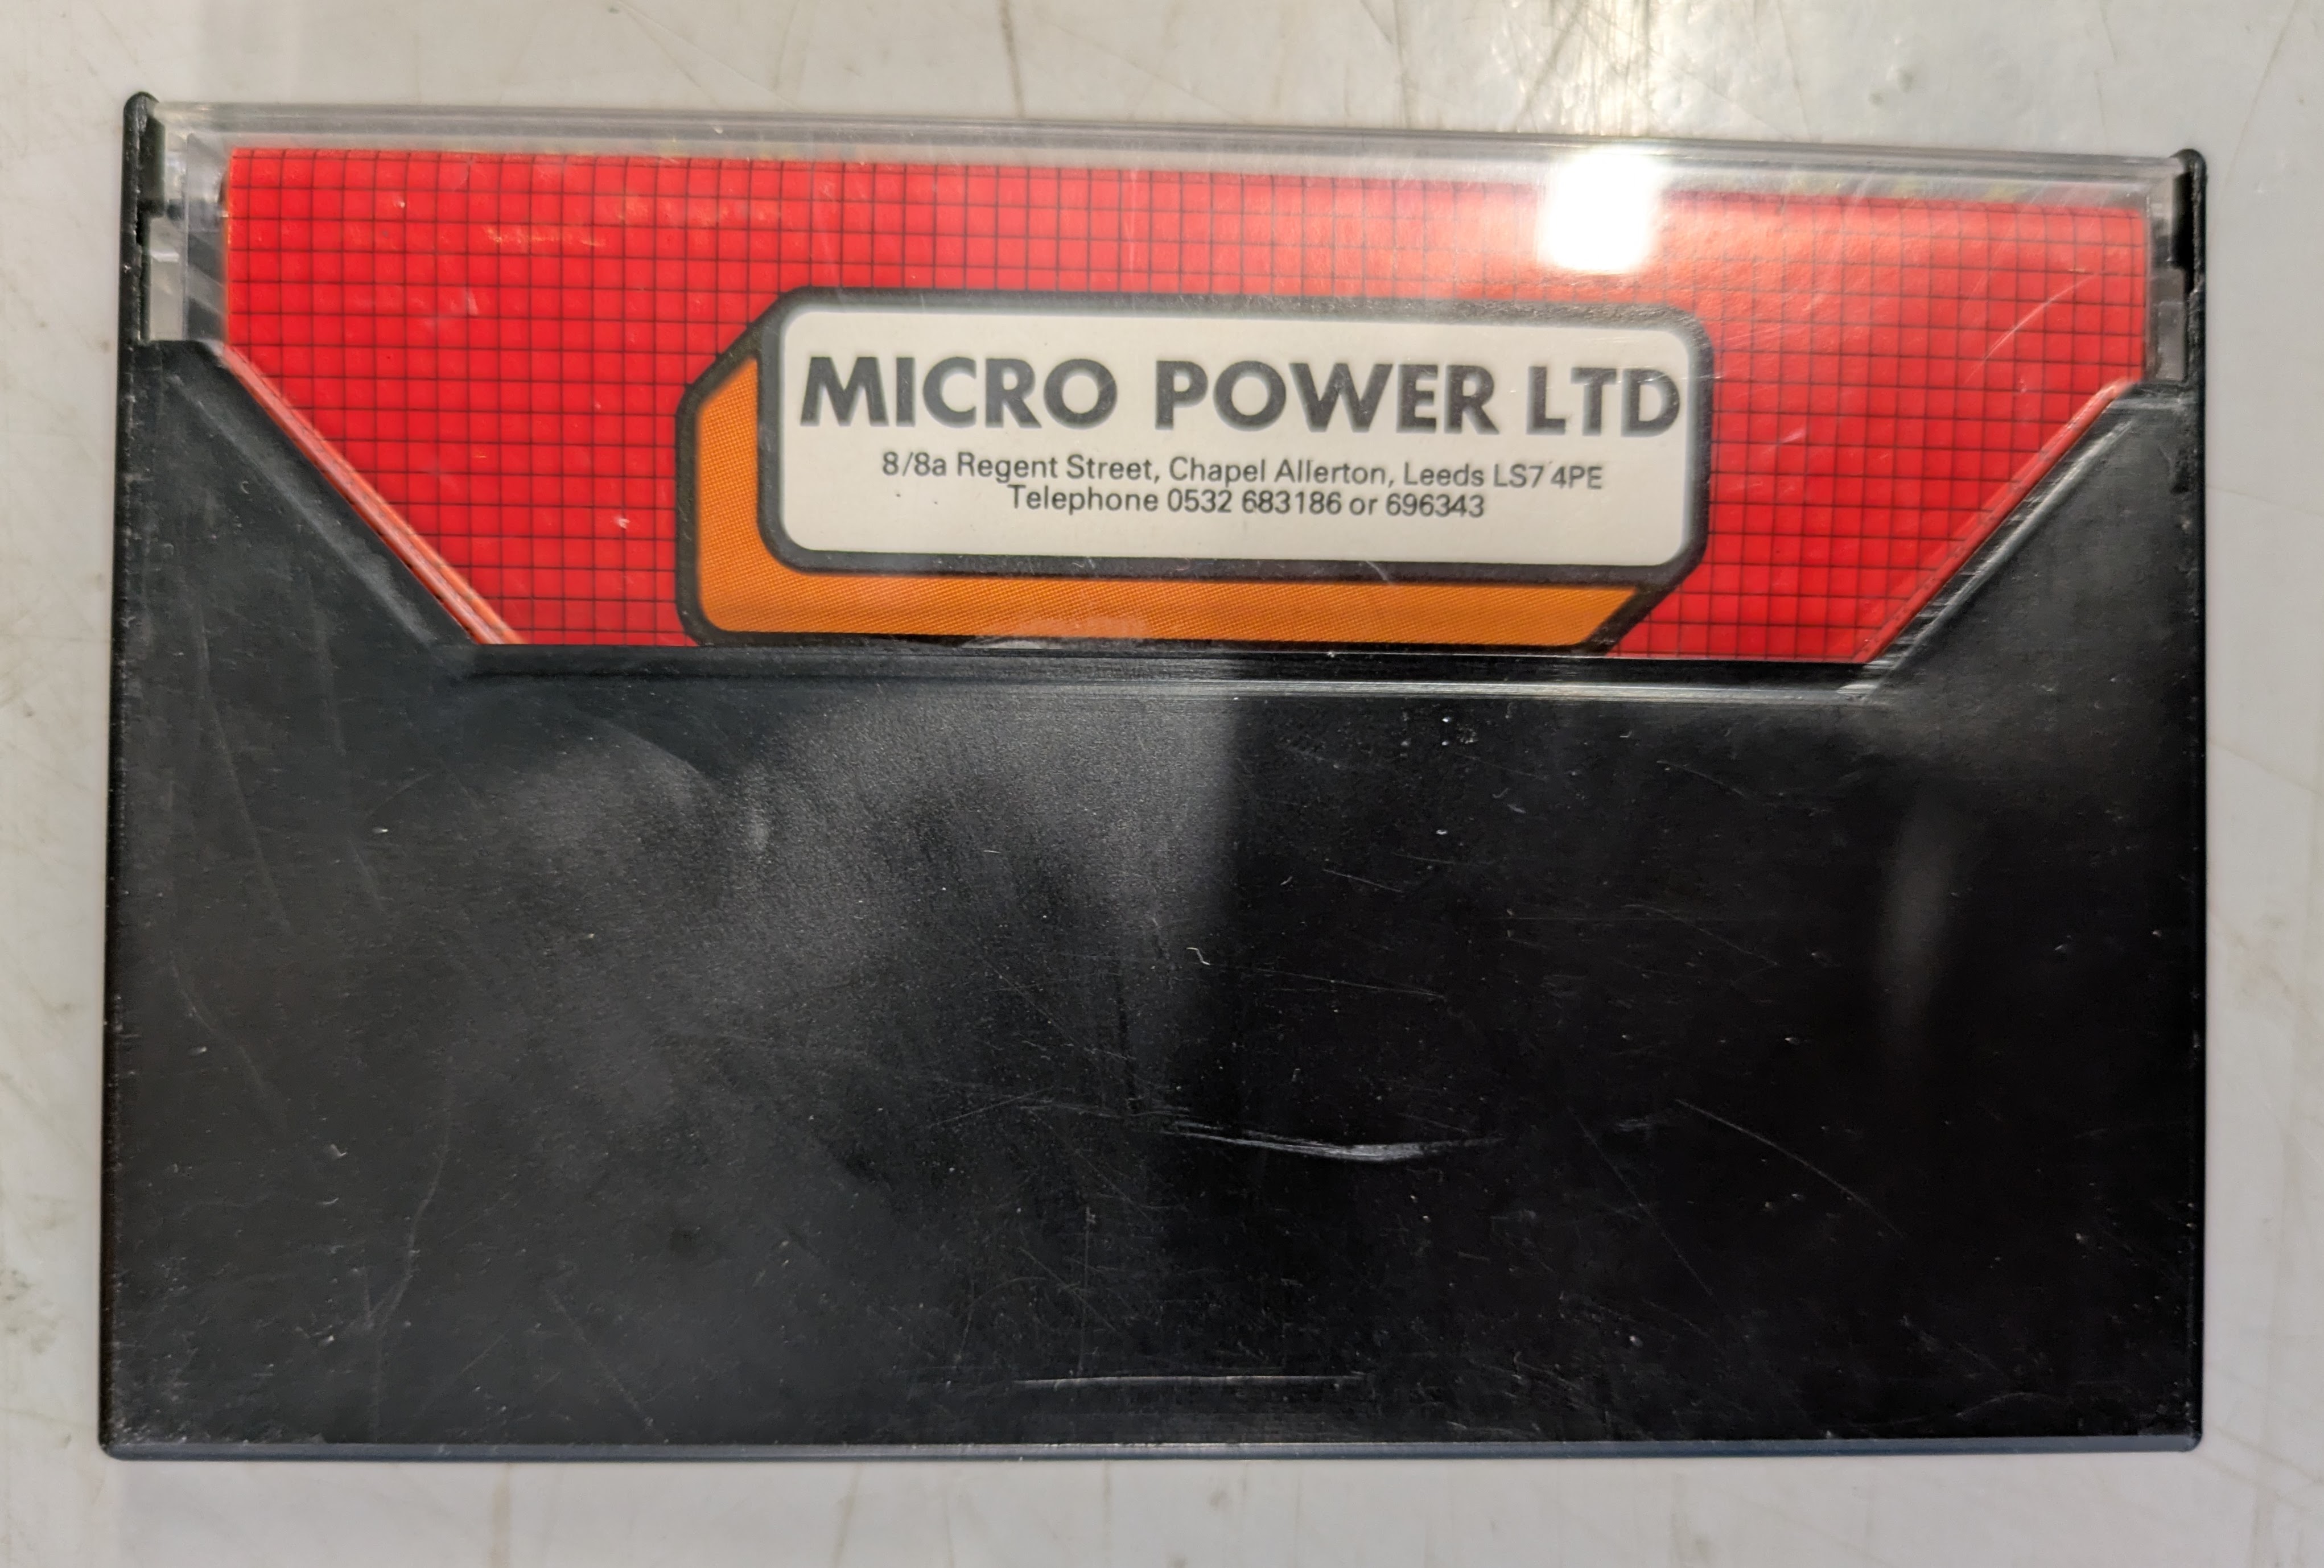 MICRO POWER LTD
8/8a Regent Street, Chapel Allerton, Leeds LS7 4PE
Telephone 0532 683186 or 696343